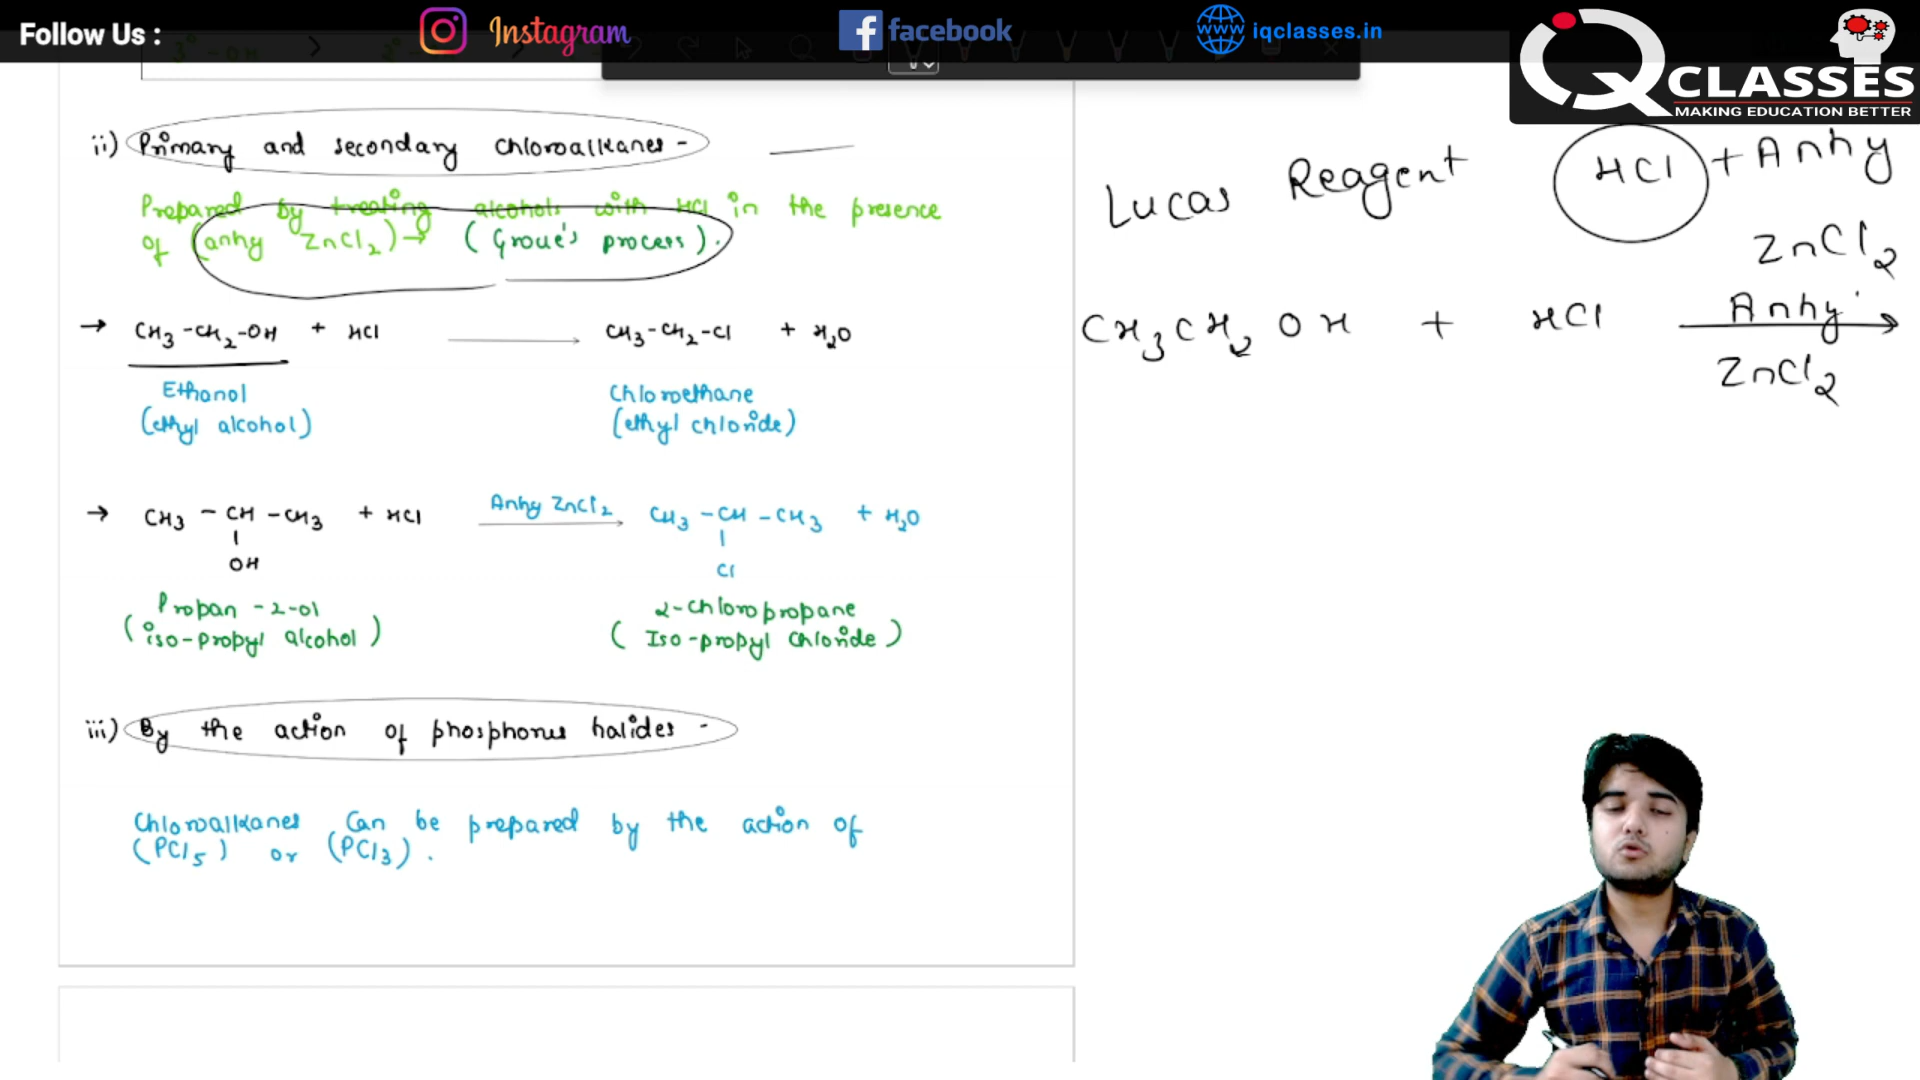 Follow Us :
Instagram
facebook
iqclasses.in
IQ CLASSES
MAKING EDUCATION BETTER
ii) Primary and secondary Chloroalkanes -
Prepared by treating alcohols with HCl in the presence
of (anhy ZnCl2) → (Grove's process).
→ CH3-CH2-OH + HCl → CH3-CH2-Cl + H2O
Ethanol Chloroethane
(ethyl alcohol) (ethyl chloride)
→ CH3 - CH - CH3 + HCl Anhy ZnCl2 → CH3 - CH - CH3 + H2O
OH Cl
Propan-2-ol 2-chloropropane
(iso-propyl alcohol) (Iso-propyl chloride)
iii) By the action of phosphorus halides -
Chloroalkanes Can be prepared by the action of
(PCl5) or (PCl3).
Lucas Reagent HCl + Anhy
ZnCl2
CH3CH2OH + HCl Anhy →
ZnCl2